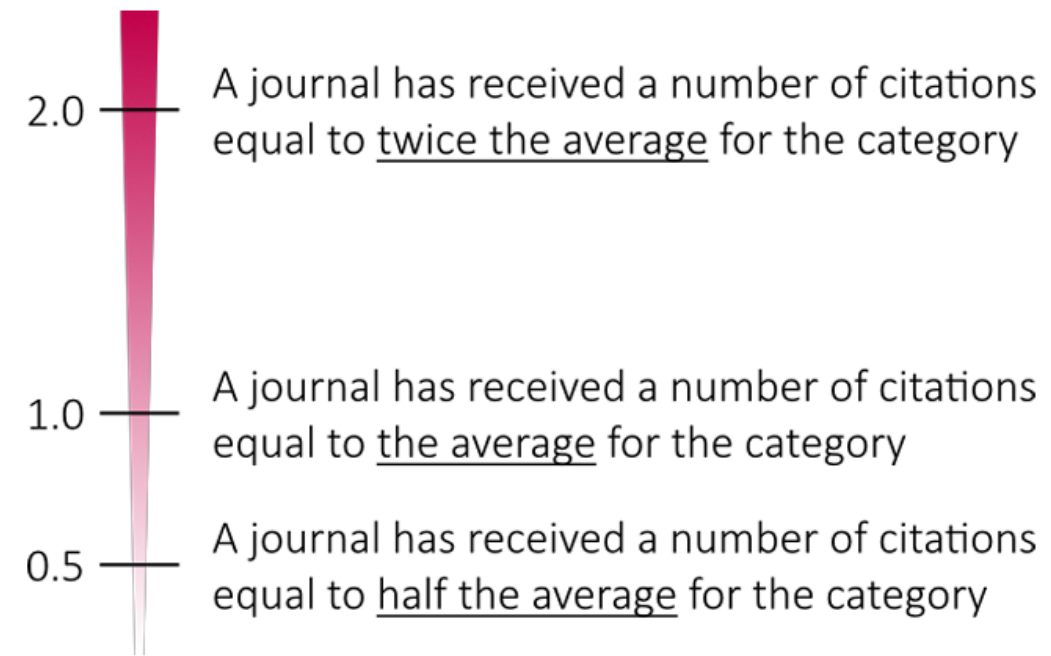 2.0
A journal has received a number of citations
equal to twice the average for the category
1.0
A journal has received a number of citations
equal to the average for the category
0.5
A journal has received a number of citations
equal to half the average for the category